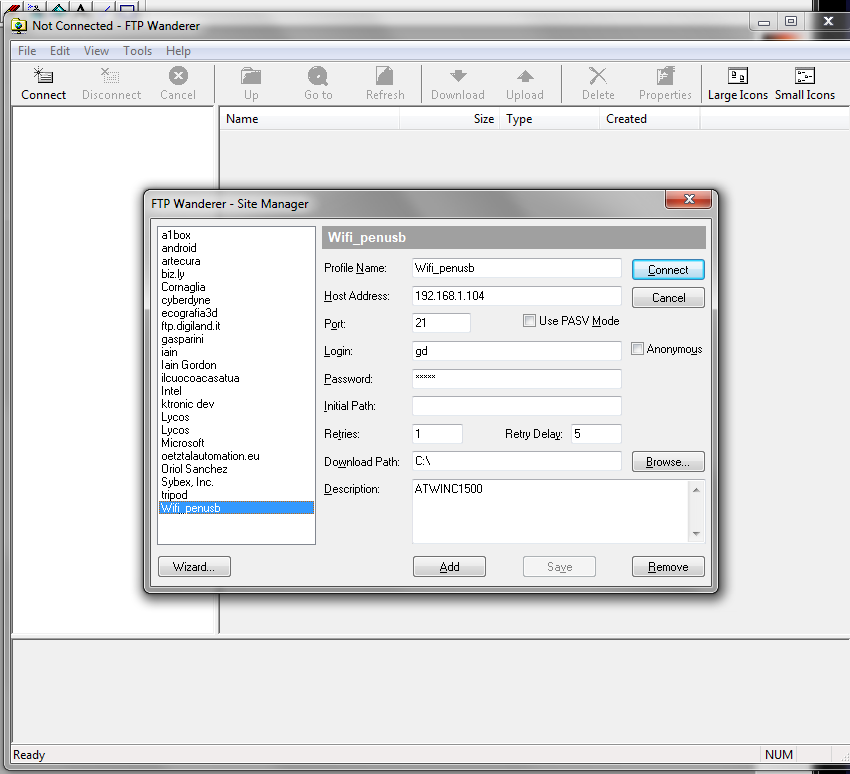 Not Connected - FTP Wanderer
File Edit View Tools Help
Connect Disconnect Cancel Up Go to Refresh Download Upload Delete Properties Large Icons Small Icons
Name Size Type Created
FTP Wanderer - Site Manager
a1box
android
artecura
biz.ly
Cornaglia
cyberdyne
ecografia3d
ftp.digiland.it
gasparini
iain
Iain Gordon
ilcuocoacasatua
Intel
ktronic dev
Lycos
Lycos
Microsoft
oetztalautomation.eu
Oriol Sanchez
Sybex, Inc.
tripod
Wifi_penusb
Wizard...
Wifi_penusb
Profile Name: Wifi_penusb Connect
Host Address: 192.168.1.104 Cancel
Port: 21 Use PASV Mode
Login: gd Anonymous
Password: *****
Initial Path:
Retries: 1 Retry Delay: 5
Download Path: C:\ Browse...
Description: ATWINC1500
Add Save Remove
Ready NUM